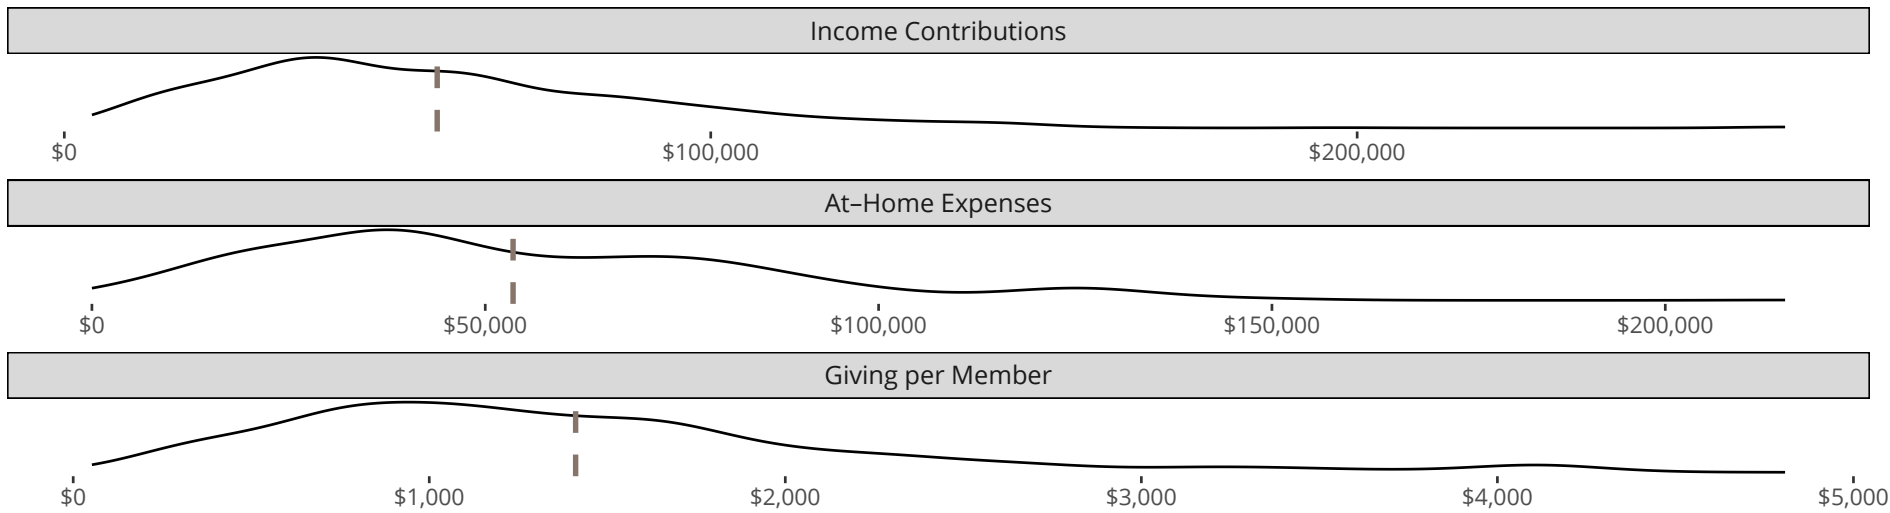 Income Contributions
$0 $100,000 $200,000
At–Home Expenses
$0 $50,000 $100,000 $150,000 $200,000
Giving per Member
$0 $1,000 $2,000 $3,000 $4,000 $5,000